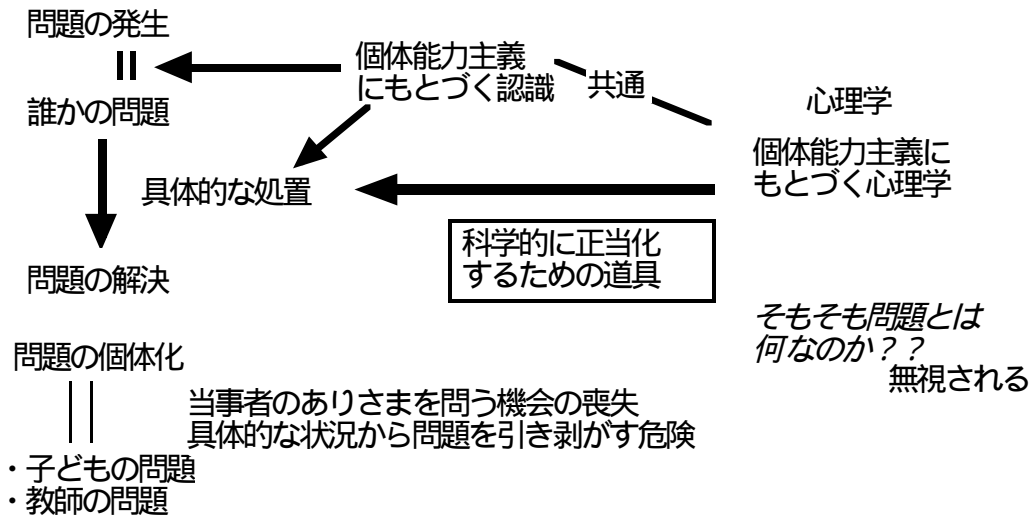 問題の発生
誰かの問題
個体能力主義
にもとづく認識
共通
心理学
個体能力主義に
もとづく心理学
具体的な処置
科学的に正当化
するための道具
問題の解決
そもそも問題とは
何なのか？？
無視される
問題の個体化
当事者のありさまを問う機会の喪失
具体的な状況から問題を引き剥がす危険
・子どもの問題
・教師の問題